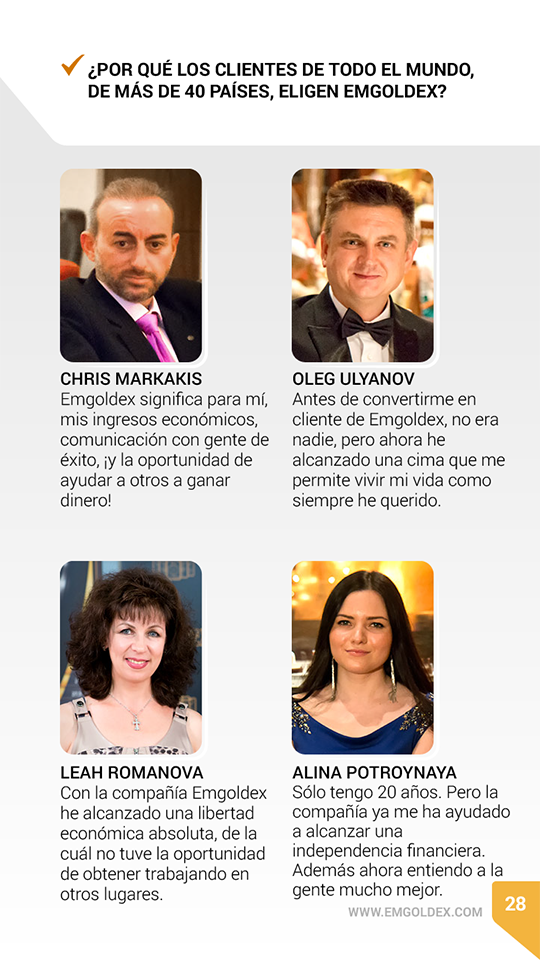 ¿POR QUÉ LOS CLIENTES DE TODO EL MUNDO,
DE MÁS DE 40 PAÍSES, ELIGEN EMGOLDEX?
CHRIS MARKAKIS
Emgoldex significa para mí,
mis ingresos económicos,
comunicación con gente de
éxito, ¡y la oportunidad de
ayudar a otros a ganar
dinero!
OLEG ULYANOV
Antes de convertirme en
cliente de Emgoldex, no era
nadie, pero ahora he
alcanzado una cima que me
permite vivir mi vida como
siempre he querido.
LEAH ROMANOVA
Con la compañía Emgoldex
he alcanzado una libertad
económica absoluta, de la
cuál no tuve la oportunidad
de obtener trabajando en
otros lugares.
ALINA POTROYNAYA
Sólo tengo 20 años. Pero la
compañía ya me ha ayudado
a alcanzar una
independencia financiera.
Además ahora entiendo a la
gente mucho mejor.
WWW.EMGOLDEX.COM
28